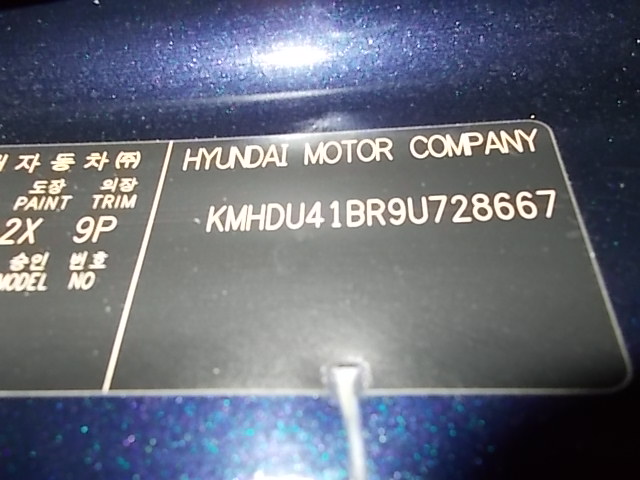 자동차(주)
HYUNDAI MOTOR COMPANY
도장 의장
PAINT TRIM
2X 9P
KMHDU41BR9U728667
승인 번호
MODEL NO